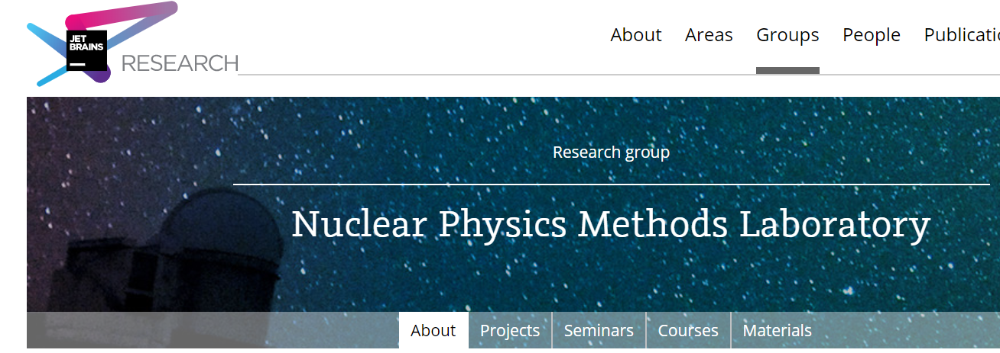 JET
BRAINS
RESEARCH
About Areas Groups People
Research group
Nuclear Physics Methods Laboratory
About Projects Seminars Courses Materials